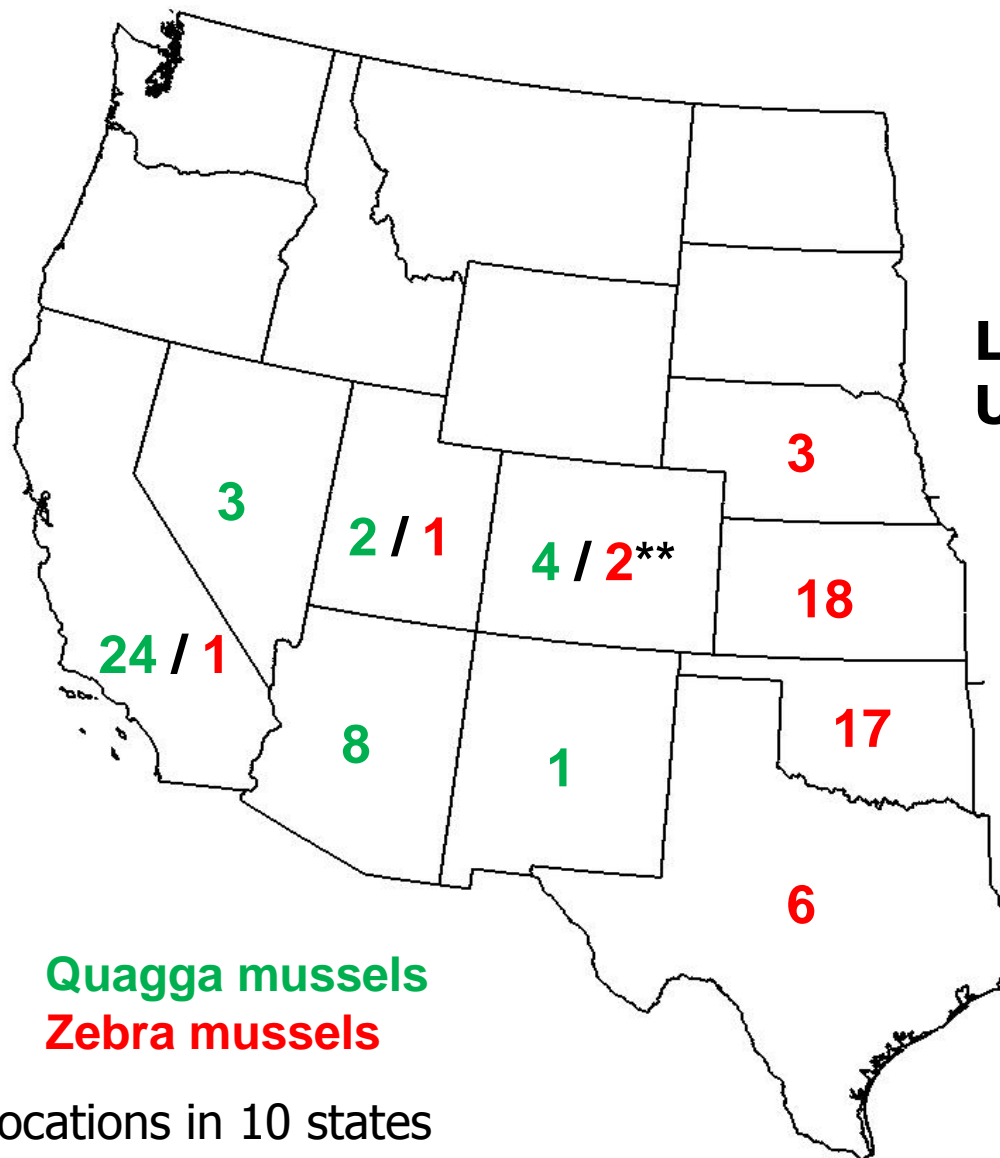 L
U
3
3
2 / 1
4 / 2**
18
24 / 1
17
8
1
6
Quagga mussels
Zebra mussels
ocations in 10 states